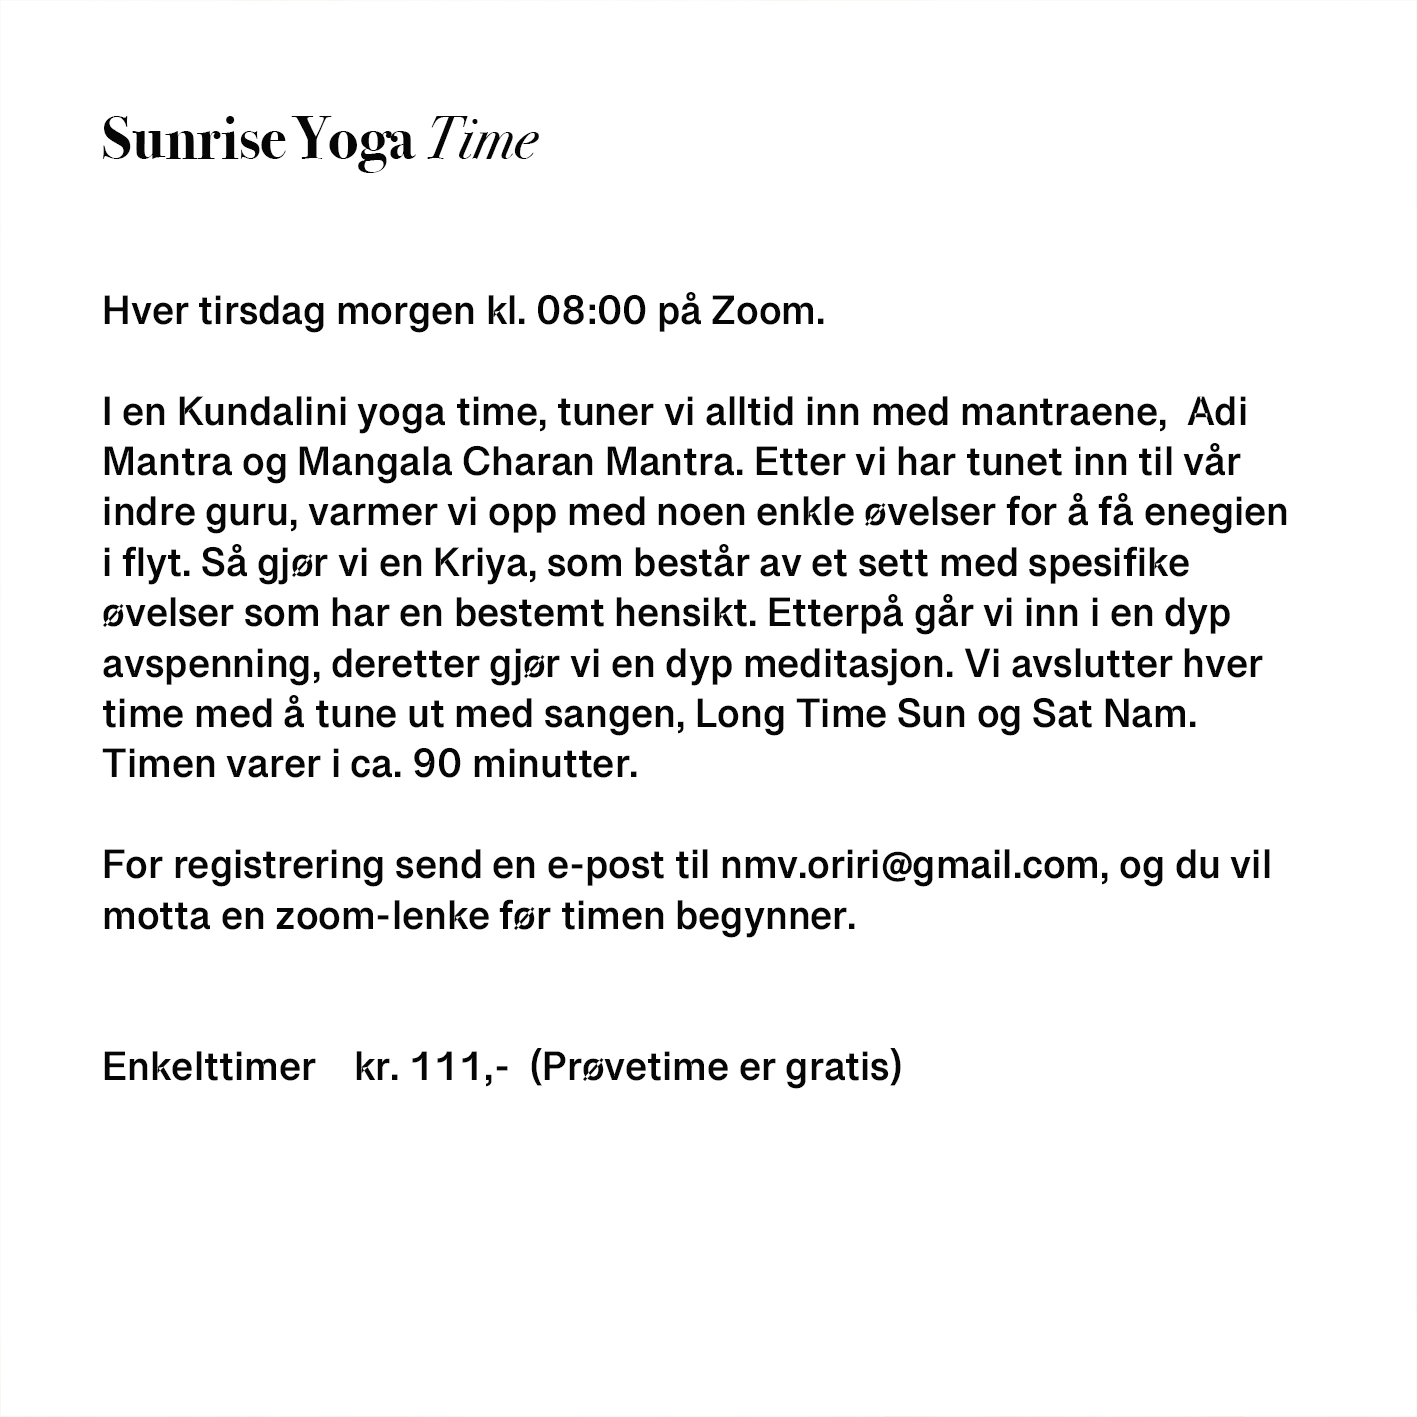 Sunrise Yoga Time
Hver tirsdag morgen kl. 08:00 på Zoom.
I en Kundalini yoga time, tuner vi alltid inn med mantraene,  Adi
Mantra og Mangala Charan Mantra. Etter vi har tunet inn til vår
indre guru, varmer vi opp med noen enkle øvelser for å få enegien
i flyt. Så gjør vi en Kriya, som består av et sett med spesifike
øvelser som har en bestemt hensikt. Etterpå går vi inn i en dyp
avspenning, deretter gjør vi en dyp meditasjon. Vi avslutter hver
time med å tune ut med sangen, Long Time Sun og Sat Nam.
Timen varer i ca. 90 minutter.
For registrering send en e-post til nmv.oriri@gmail.com, og du vil
motta en zoom-lenke før timen begynner.
Enkelttimer    kr. 111,-  (Prøvetime er gratis)